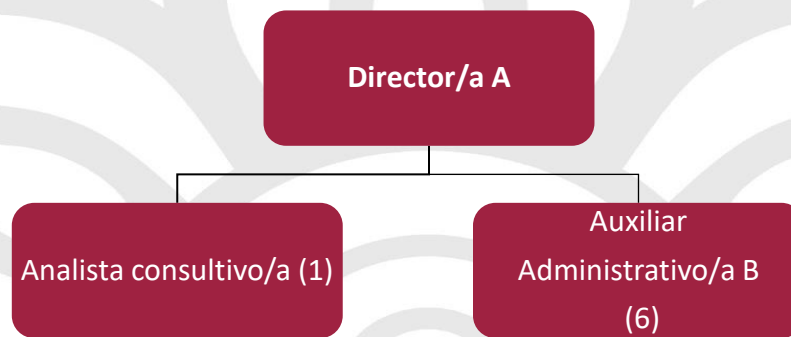 Director/a A
Analista consultivo/a (1)
Auxiliar
Administrativo/a B
(6)